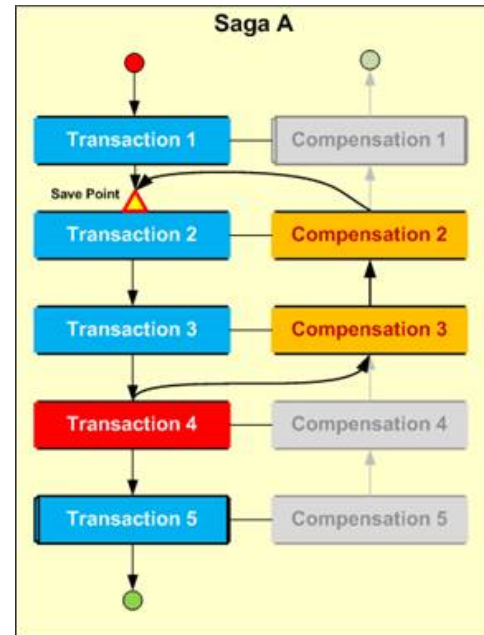 Saga A
Transaction 1
Compensation 1
Save Point
Transaction 2
Compensation 2
Transaction 3
Compensation 3
Transaction 4
Compensation 4
Transaction 5
Compensation 5